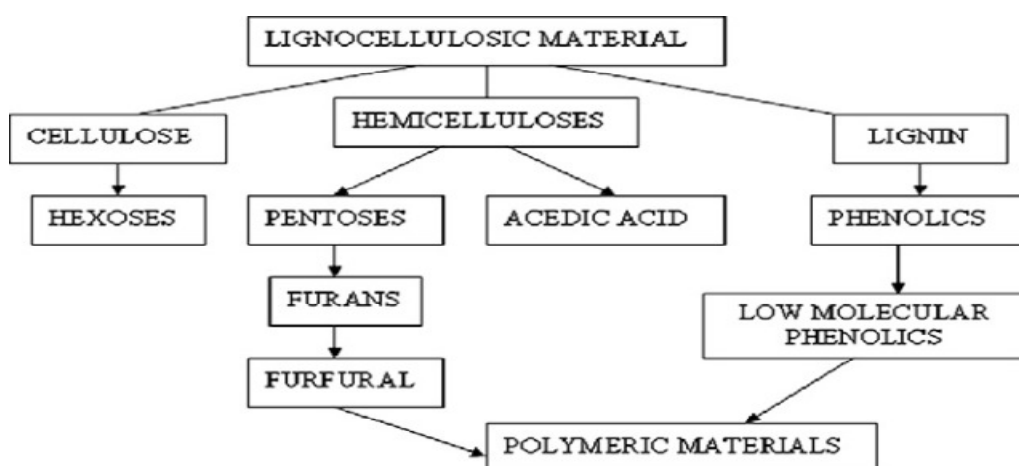 LIGNOCELLULOSIC MATERIAL
CELLULOSE
HEMICELLULOSES
LIGNIN
HEXOSES
PENTOSES
ACEDIC ACID
PHENOLICS
FURANS
LOW MOLECULAR
PHENOLICS
FURFURAL
POLYMERIC MATERIALS